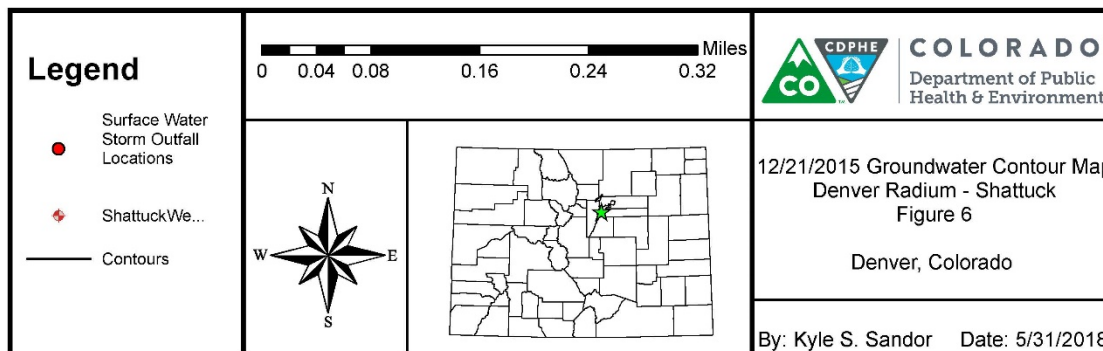 Legend
Surface Water
Storm Outfall
Locations
ShattuckWe...
Contours
Miles
0 0.04 0.08 0.16 0.24 0.32
N
W E
S
CO
CDPHE
TM
COLORADO
Department of Public
Health & Environment
12/21/2015 Groundwater Contour Map
Denver Radium - Shattuck
Figure 6
Denver, Colorado
By: Kyle S. Sandor Date: 5/31/2018